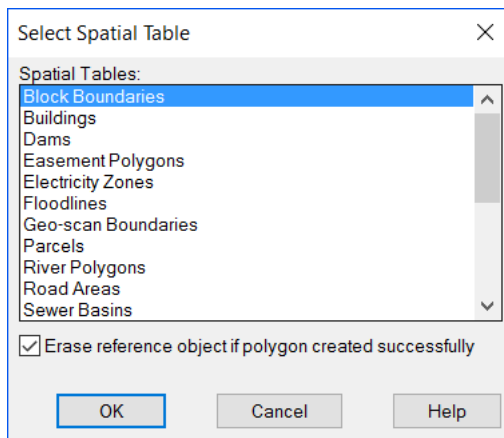 Select Spatial Table
Spatial Tables:
Block Boundaries
Buildings
Dams
Easement Polygons
Electricity Zones
Floodlines
Geo-scan Boundaries
Parcels
River Polygons
Road Areas
Sewer Basins
Erase reference object if polygon created successfully
OK Cancel Help